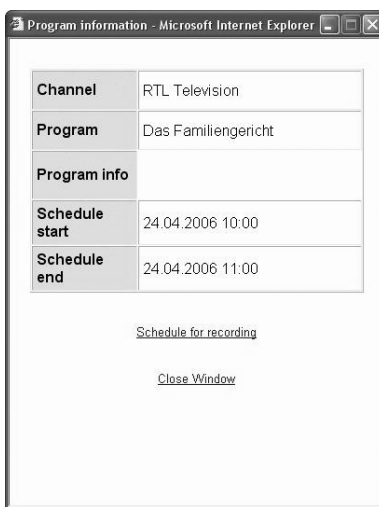 Program information - Microsoft Internet Explorer
Channel RTL Television
Program Das Familiengericht
Program info
Schedule start 24.04.2006 10:00
Schedule end 24.04.2006 11:00
Schedule for recording
Close Window